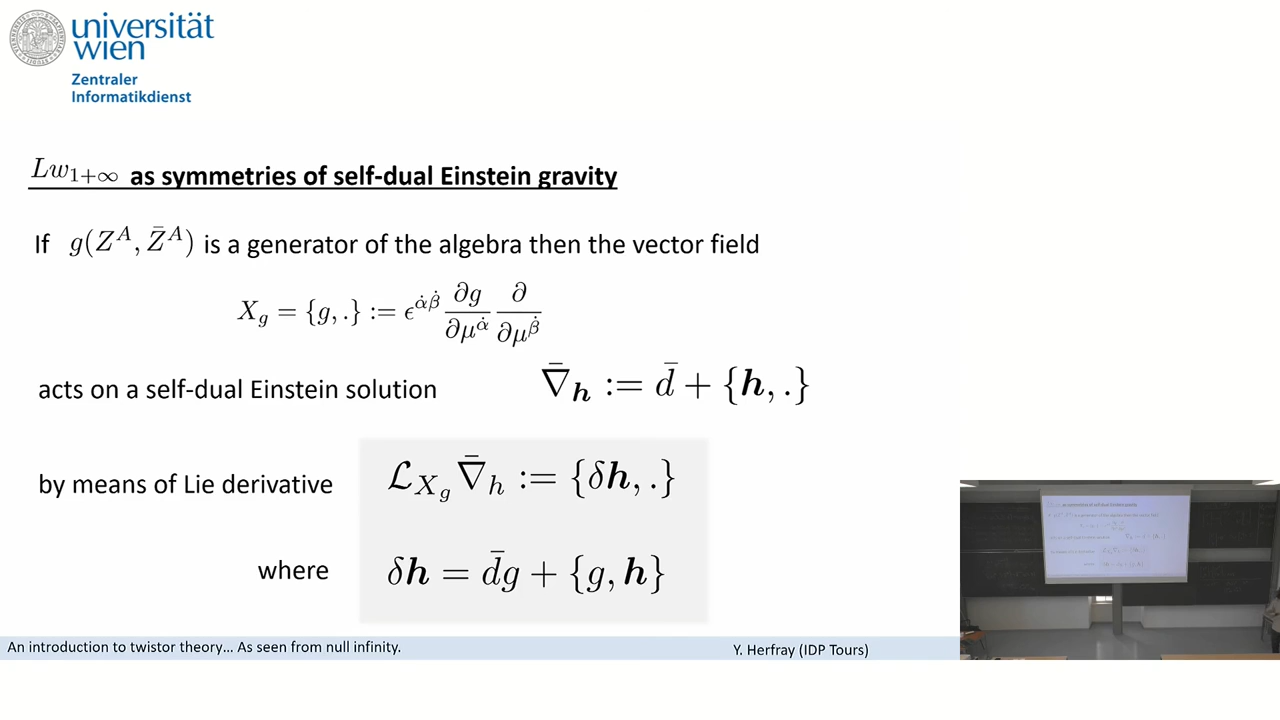 universität
wien
Zentraler
Informatikdienst
Lw₁₊∞ as symmetries of self-dual Einstein gravity
If g(Z^A, Z̄^A) is a generator of the algebra then the vector field
X_g = {g, .} := ϵ^{α̇β̇} ∂g/∂μ^α̇ ∂/∂μ^β̇
acts on a self-dual Einstein solution ∇̄_h := d̄ + {h, .}
by means of Lie derivative ℒ_{X_g} ∇̄_h := {δh, .}
where δh = d̄g + {g, h}
An introduction to twistor theory... As seen from null infinity. Y. Herfray (IDP Tours)